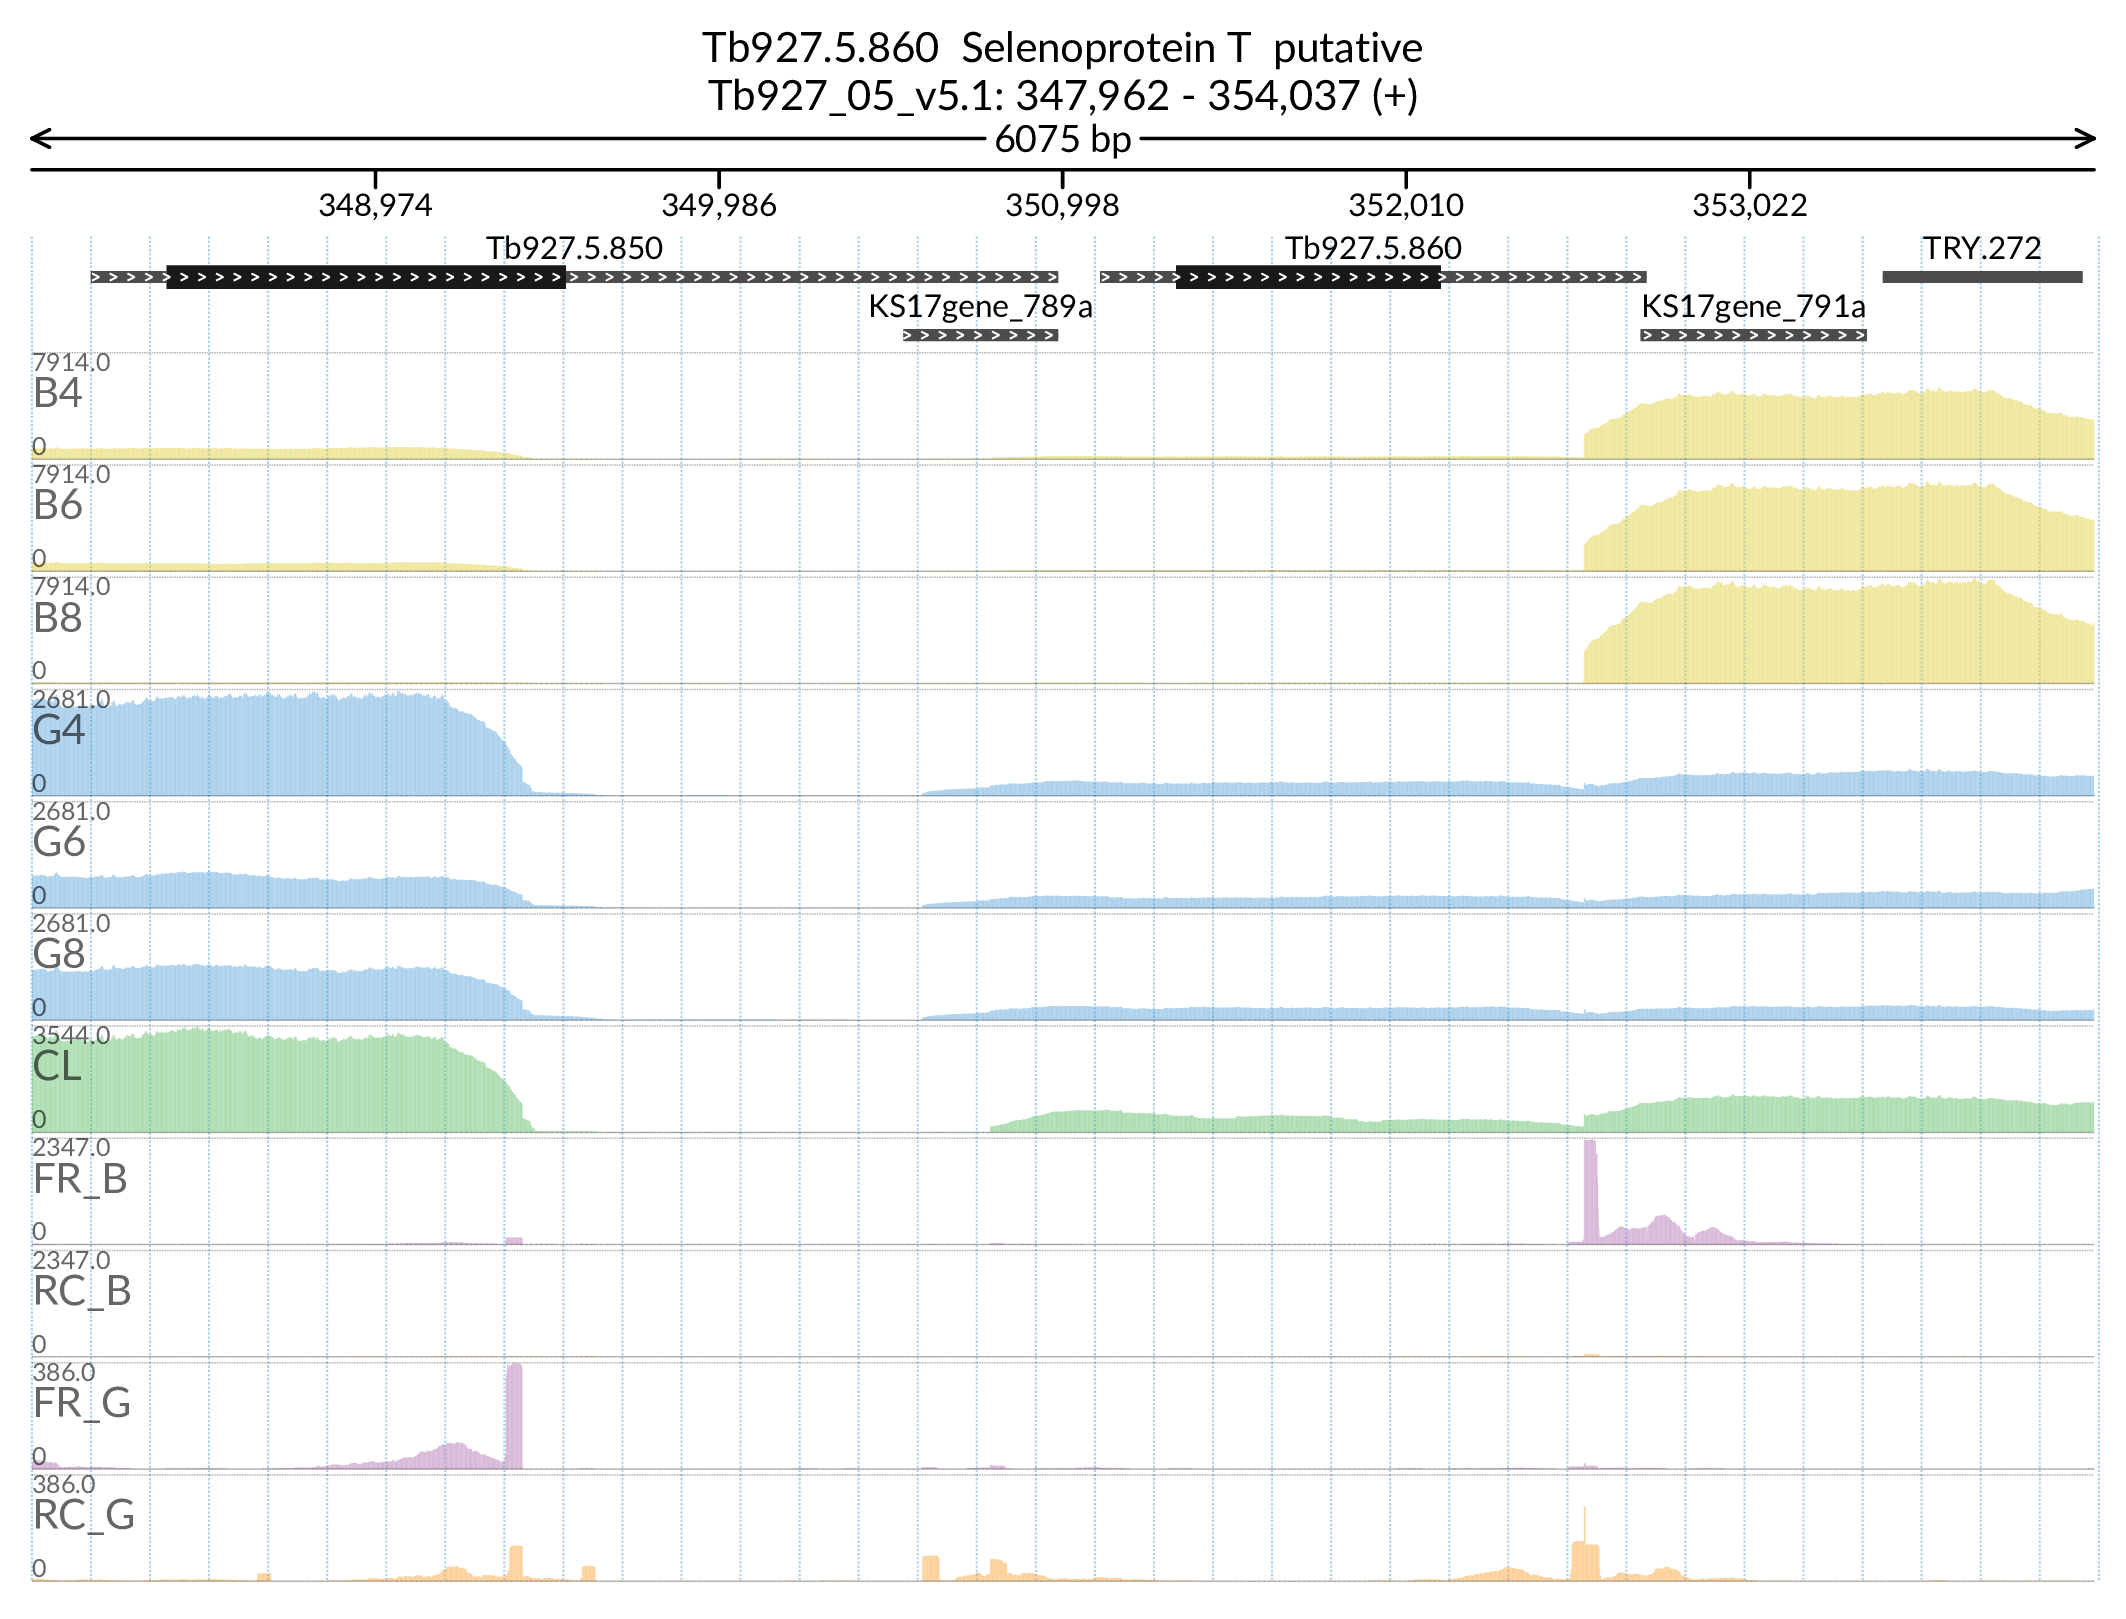 Tb927.5.860 Selenoprotein T putative
Tb927_05_v5.1: 347,962 - 354,037 (+)
6075 bp
348,974 349,986 350,998 352,010 353,022
Tb927.5.850 Tb927.5.860 TRY.272
KS17gene_789a KS17gene_791a
7914.0
B4
0
7914.0
B6
0
7914.0
B8
0
2681.0
G4
0
2681.0
G6
0
2681.0
G8
0
3544.0
CL
0
2347.0
FR_B
0
2347.0
RC_B
0
386.0
FR_G
0
386.0
RC_G
0